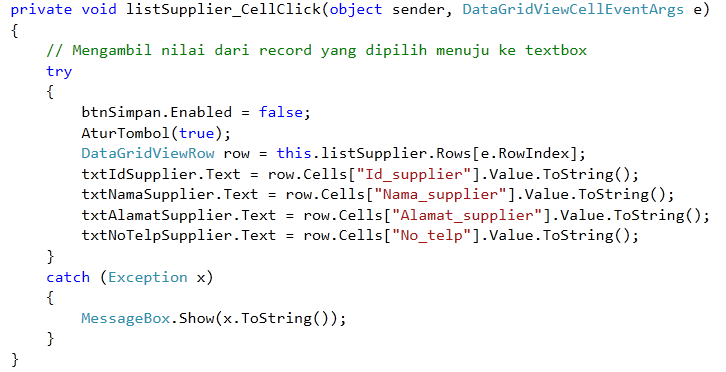 private void listSupplier_CellClick(object sender, DataGridViewCellEventArgs e)
{
    // Mengambil nilai dari record yang dipilih menuju ke textbox
    try
    {
        btnSimpan.Enabled = false;
        AturTombol(true);
        DataGridViewRow row = this.listSupplier.Rows[e.RowIndex];
        txtIdSupplier.Text = row.Cells["Id_supplier"].Value.ToString();
        txtNamaSupplier.Text = row.Cells["Nama_supplier"].Value.ToString();
        txtAlamatSupplier.Text = row.Cells["Alamat_supplier"].Value.ToString();
        txtNoTelpSupplier.Text = row.Cells["No_telp"].Value.ToString();
    }
    catch (Exception x)
    {
        MessageBox.Show(x.ToString());
    }
}